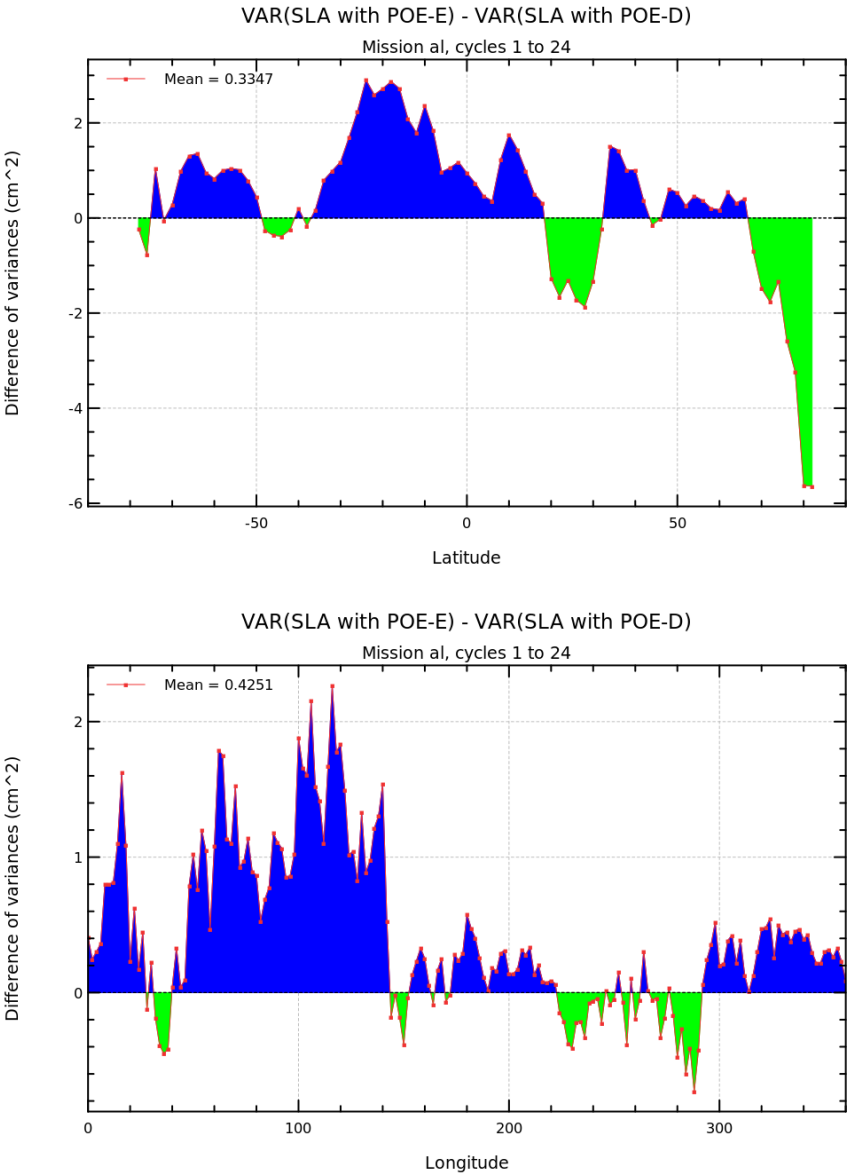 VAR(SLA with POE-E) - VAR(SLA with POE-D)
Mission al, cycles 1 to 24
Mean = 0.3347
Difference of variances (cm^2)
2
0
-2
-4
-6
-50
0
50
Latitude
VAR(SLA with POE-E) - VAR(SLA with POE-D)
Mission al, cycles 1 to 24
Mean = 0.4251
Difference of variances (cm^2)
2
1
0
0
100
200
300
Longitude